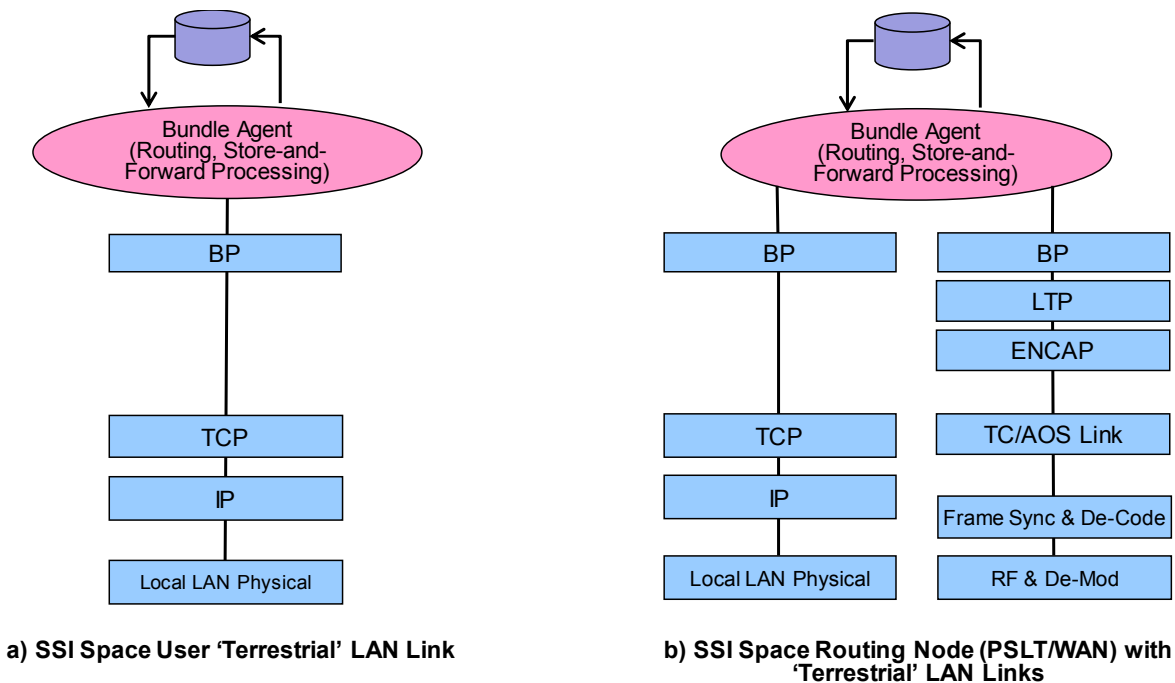 Bundle Agent
(Routing, Store-and-
Forward Processing)
BP
TCP
IP
Local LAN Physical
a) SSI Space User ‘Terrestrial’ LAN Link
Bundle Agent
(Routing, Store-and-
Forward Processing)
BP
TCP
IP
Local LAN Physical
BP
LTP
ENCAP
TC/AOS Link
Frame Sync & De-Code
RF & De-Mod
b) SSI Space Routing Node (PSLT/WAN) with
‘Terrestrial’ LAN Links